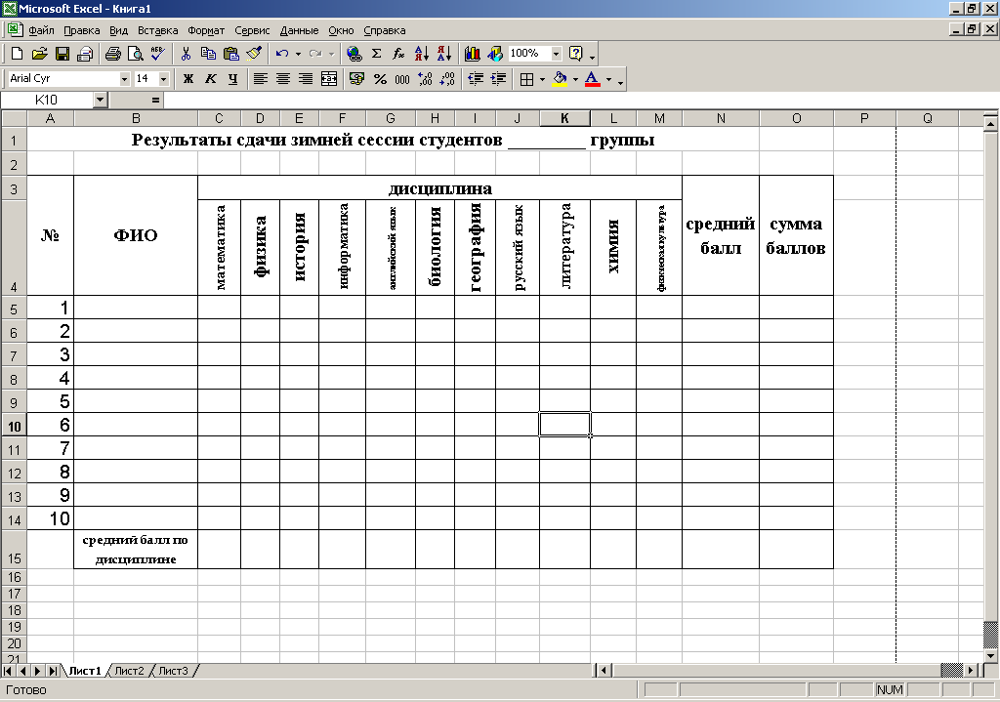 Microsoft Excel - Книга1
Файл Правка Вид Вставка Формат Сервис Данные Окно Справка
100%
Arial Cyr 14 Ж К Ч % 000
K10 =
A B C D E F G H I J K L M N O P Q
1 Результаты сдачи зимней сессии студентов ________ группы
2
3 дисциплина
№ ФИО средний балл сумма баллов
4 математика физика история информатика английский язык биология география русский язык литература химия физическая культура
5 1
6 2
7 3
8 4
9 5
10 6
11 7
12 8
13 9
14 10
15 средний балл по дисциплине
16
17
18
19
20
21
Лист1 Лист2 Лист3
Готово NUM